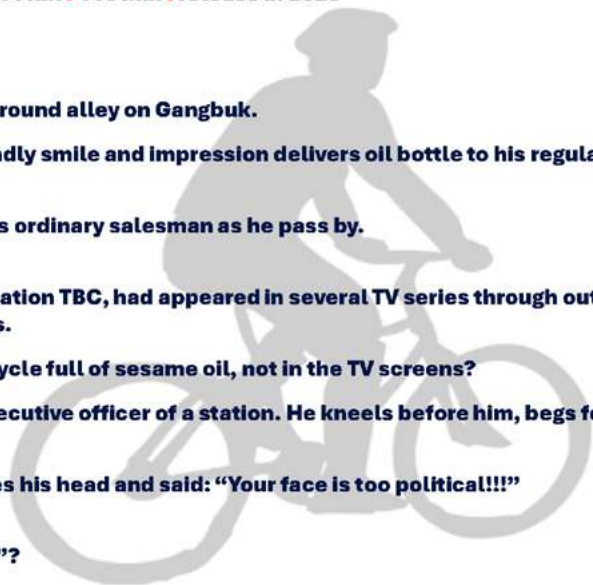 round alley on Gangbuk.
dly smile and impression delivers oil bottle to his regula
s ordinary salesman as he pass by.
ation TBC, had appeared in several TV series through out
s.
ycle full of sesame oil, not in the TV screens?
ecutive officer of a station. He kneels before him, begs fo
es his head and said: “Your face is too political!!!”
”?